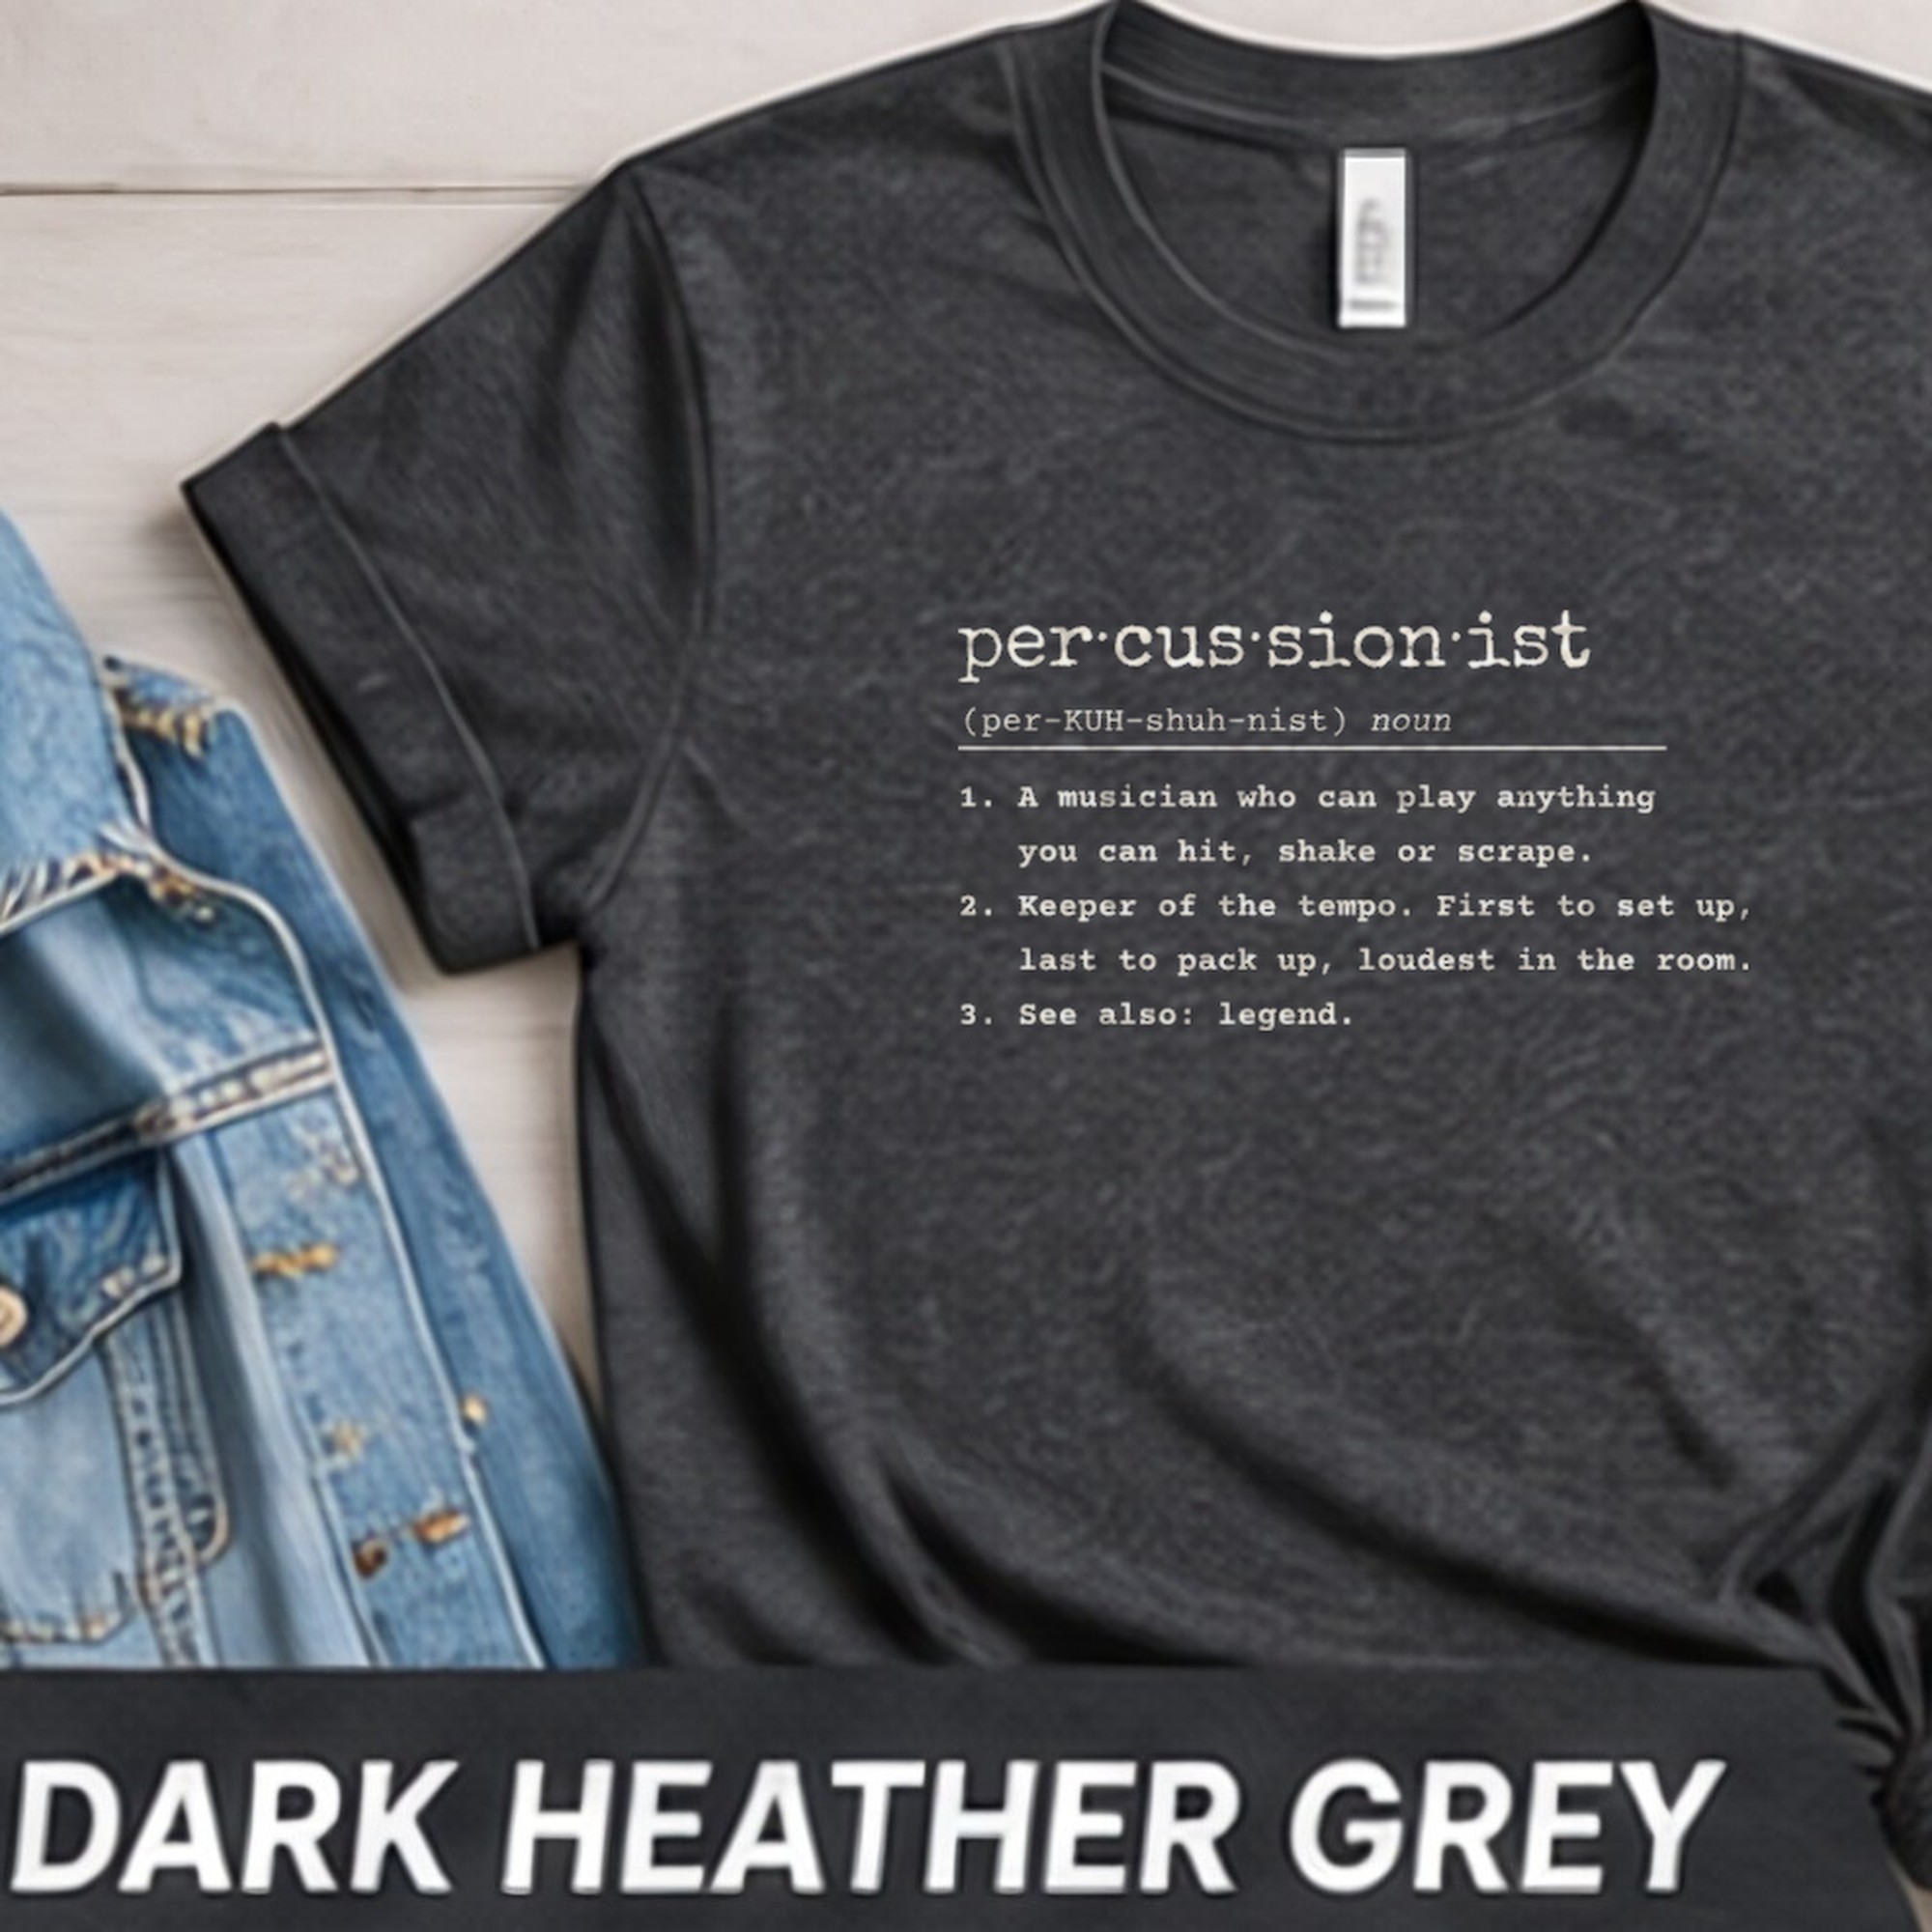 per·cus·sion·ist
(per-KUH-shuh-nist) noun
1. A musician who can play anything
you can hit, shake or scrape.
2. Keeper of the tempo. First to set up,
last to pack up, loudest in the room.
3. See also: legend.
DARK HEATHER GREY